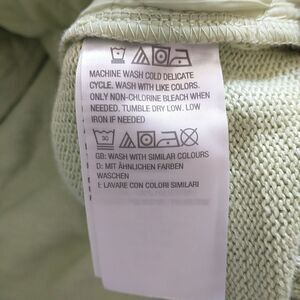 MACHINE WASH COLD DELICATE
CYCLE. WASH WITH LIKE COLORS.
ONLY NON-CHLORINE BLEACH WHEN
NEEDED. TUMBLE DRY LOW. LOW
IRON IF NEEDED
30
GB: WASH WITH SIMILAR COLOURS
D: MIT ÄHNLICHEN FARBEN
WASCHEN
I: LAVARE CON COLORI SIMILARI